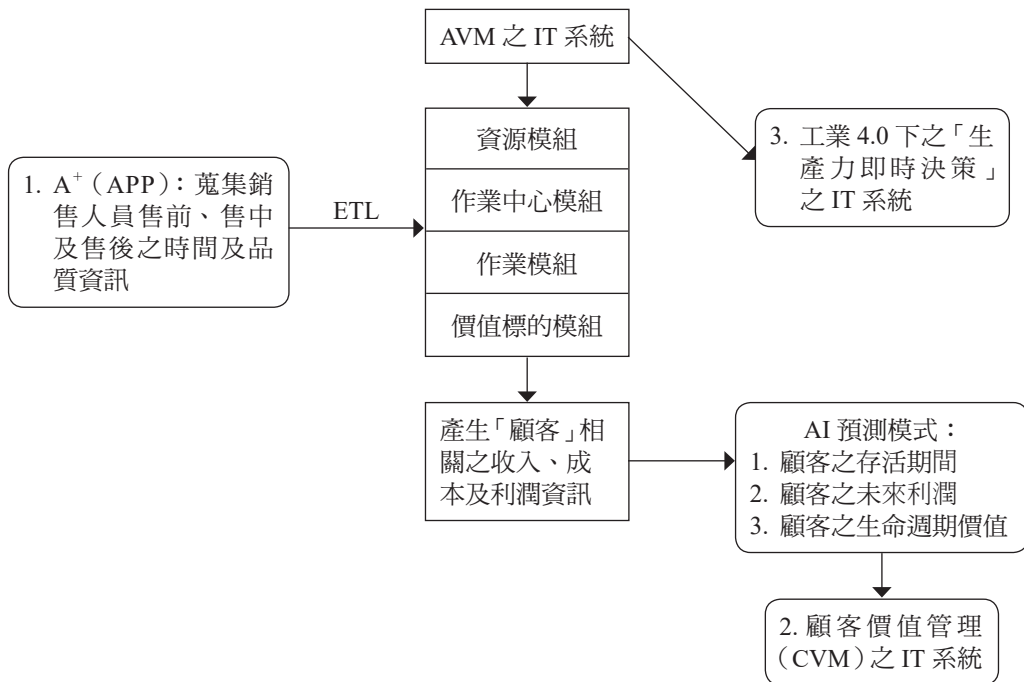 AVM 之 IT 系統
資源模組
作業中心模組
作業模組
價值標的模組
1. A⁺（APP）：蒐集銷
售人員售前、售中
及售後之時間及品
質資訊
ETL
3. 工業 4.0 下之「生
產力即時決策」
之 IT 系統
產生「顧客」相
關之收入、成
本及利潤資訊
AI 預測模式：
1. 顧客之存活期間
2. 顧客之未來利潤
3. 顧客之生命週期價值
2. 顧客價值管理
（CVM）之 IT 系統